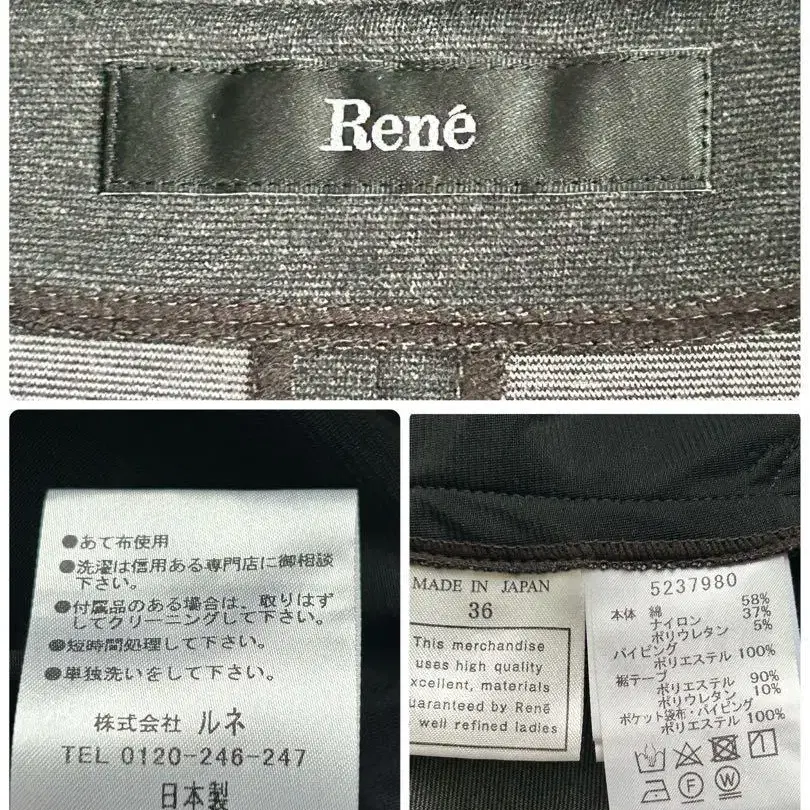 René
●あて布使用
●洗濯は信用ある専門店に御相談
下さい。
●付属品のある場合は、取りはず
してクリーニングして下さい。
●短時間処理して下さい。
●単独洗いをして下さい。
株式会社 ルネ
TEL 0120-246-247
日本製
MADE IN JAPAN
36
This merchandise
uses high quality
excellent, materials
guaranteed by René
well refined ladies
5237980
本体 綿 58%
ナイロン 37%
ポリウレタン 5%
パイピング
ポリエステル 100%
裾テープ
ポリエステル 90%
ポリウレタン 10%
ポケット袋布・パイピング
ポリエステル 100%
F W